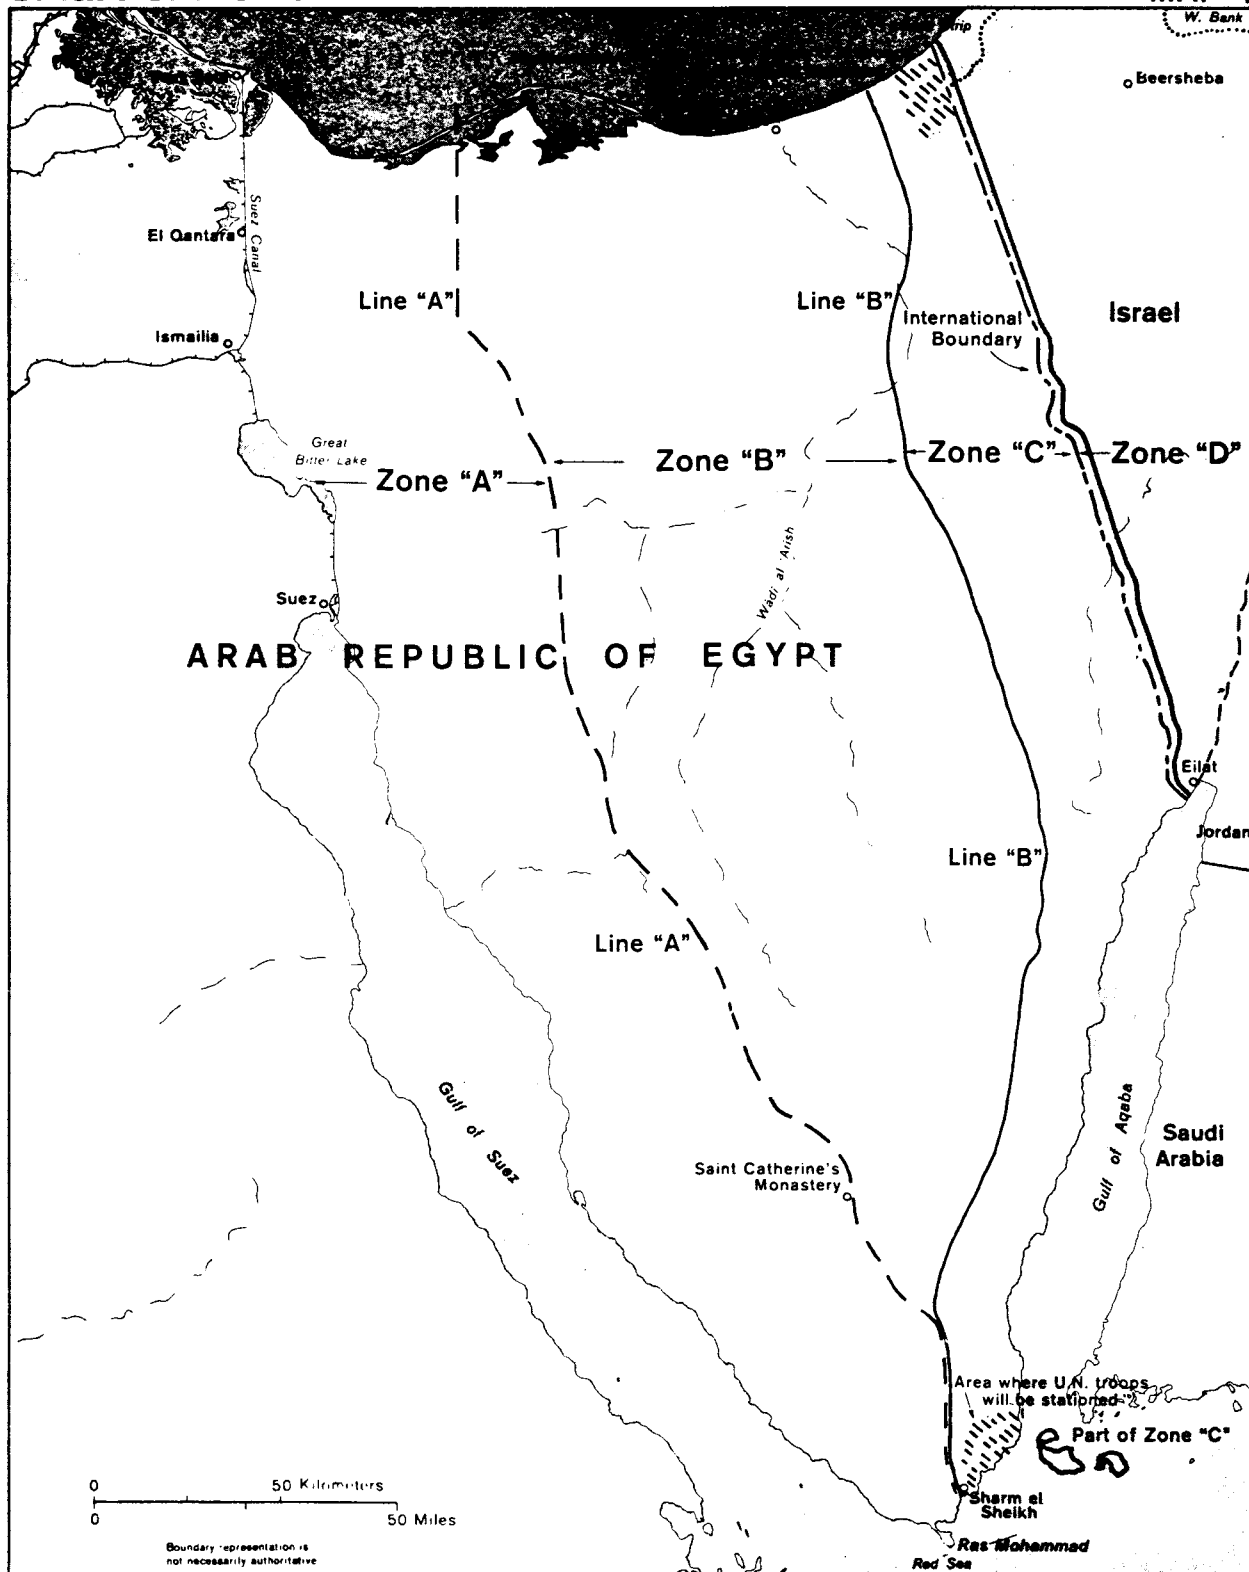 rip
W. Bank
Beersheba
Suez Canal
El Qantara
Line "A"
Line "B"
International
Boundary
Israel
Ismailia
Great
Bitter Lake
Zone "A"
Zone "B"
Zone "C"
Zone "D"
Wādi al 'Arish
Suez
ARAB REPUBLIC OF EGYPT
Eilat
Jordan
Line "B"
Line "A"
Gulf of Suez
Gulf of Aqaba
Saudi
Arabia
Saint Catherine's
Monastery
Area where U.N. troops
will be stationed
Part of Zone "C"
Sharm el
Sheikh
Ras Mohammad
Red Sea
0 50 Kilometers
0 50 Miles
Boundary representation is
not necessarily authoritative